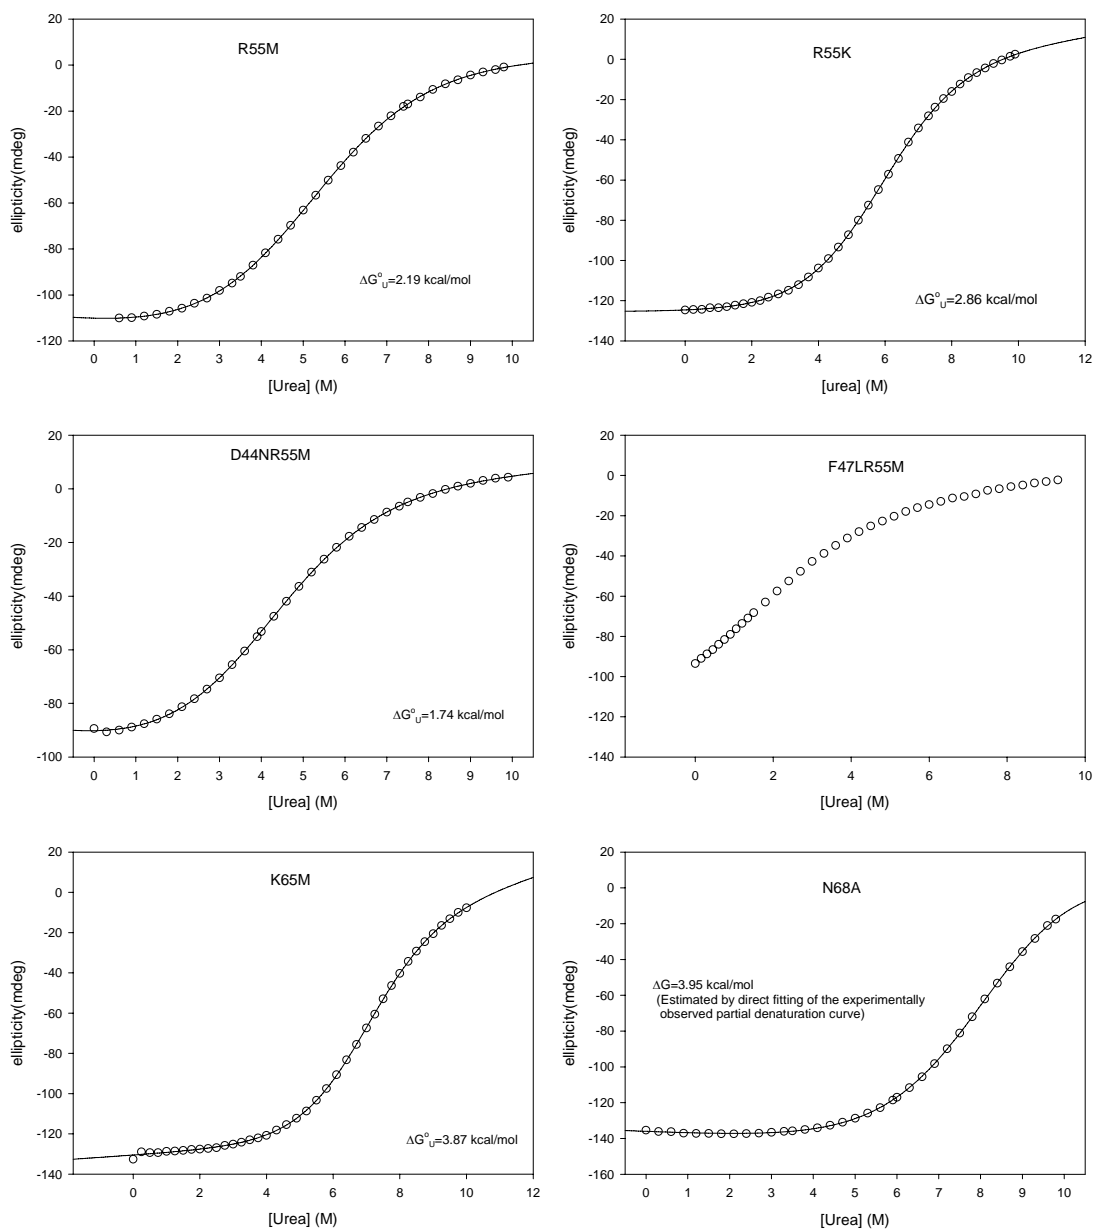 R55M
20
0
-20
-40
-60
-80
-100
-120
ellipticity(mdeg)
ΔG°U=2.19 kcal/mol
0 1 2 3 4 5 6 7 8 9 10
[Urea] (M)
R55K
20
0
-20
-40
-60
-80
-100
-120
-140
ellipticity(mdeg)
ΔG°U=2.86 kcal/mol
0 2 4 6 8 10 12
[urea] (M)
D44NR55M
20
0
-20
-40
-60
-80
-100
ellipticity(mdeg)
ΔG°U=1.74 kcal/mol
0 1 2 3 4 5 6 7 8 9 10
[Urea] (M)
F47LR55M
20
0
-20
-40
-60
-80
-100
-120
-140
ellipticity(mdeg)
0 2 4 6 8 10
[Urea] (M)
K65M
20
0
-20
-40
-60
-80
-100
-120
-140
ellipticity(mdeg)
ΔG°U=3.87 kcal/mol
0 2 4 6 8 10 12
[Urea] (M)
N68A
20
0
-20
-40
-60
-80
-100
-120
-140
-160
ellipticity(mdeg)
ΔG=3.95 kcal/mol
(Estimated by direct fitting of the experimentally
observed partial denaturation curve)
0 1 2 3 4 5 6 7 8 9 10
[Urea] (M)